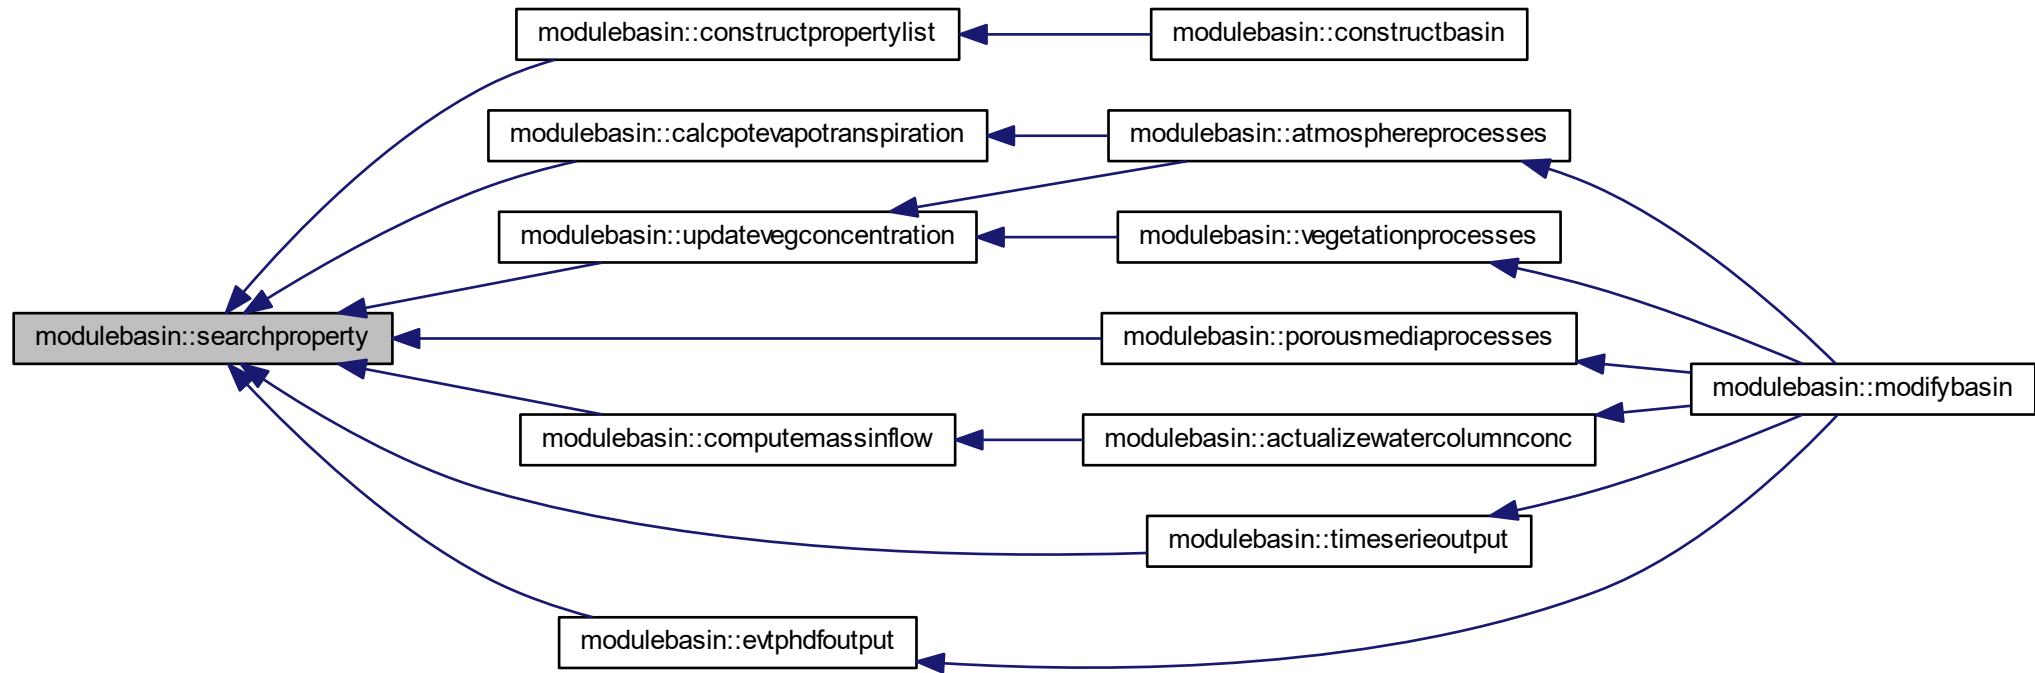 modulebasin::constructpropertylist
modulebasin::constructbasin
modulebasin::calcpotevapotranspiration
modulebasin::atmosphereprocesses
modulebasin::updatevegconcentration
modulebasin::vegetationprocesses
modulebasin::searchproperty
modulebasin::porousmediaprocesses
modulebasin::modifybasin
modulebasin::computemassinflow
modulebasin::actualizewatercolumnconc
modulebasin::timeserieoutput
modulebasin::evtphdfoutput